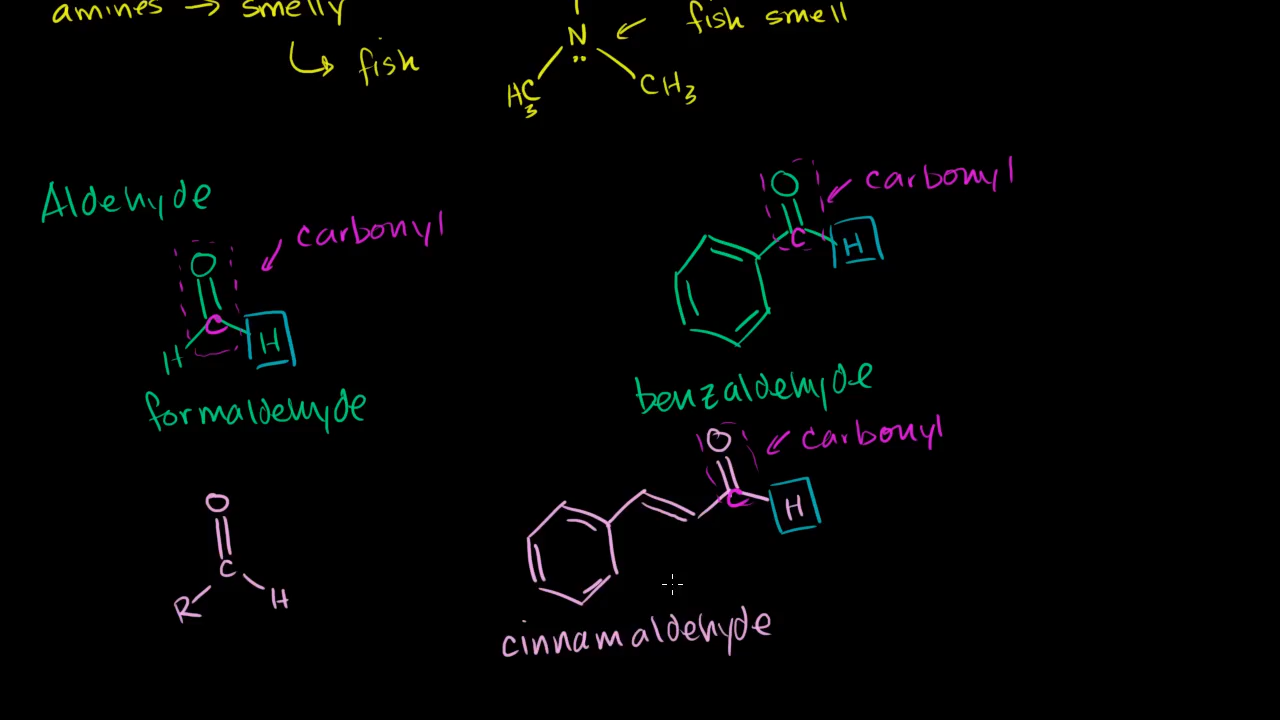 amines → smelly
↳ fish
N
H₃C
CH₃
fish smell
Aldehyde
O
C
H
H
carbonyl
formaldehyde
O
C
H
carbonyl
benzaldehyde
O
C
R
H
O
C
H
carbonyl
cinnamaldehyde